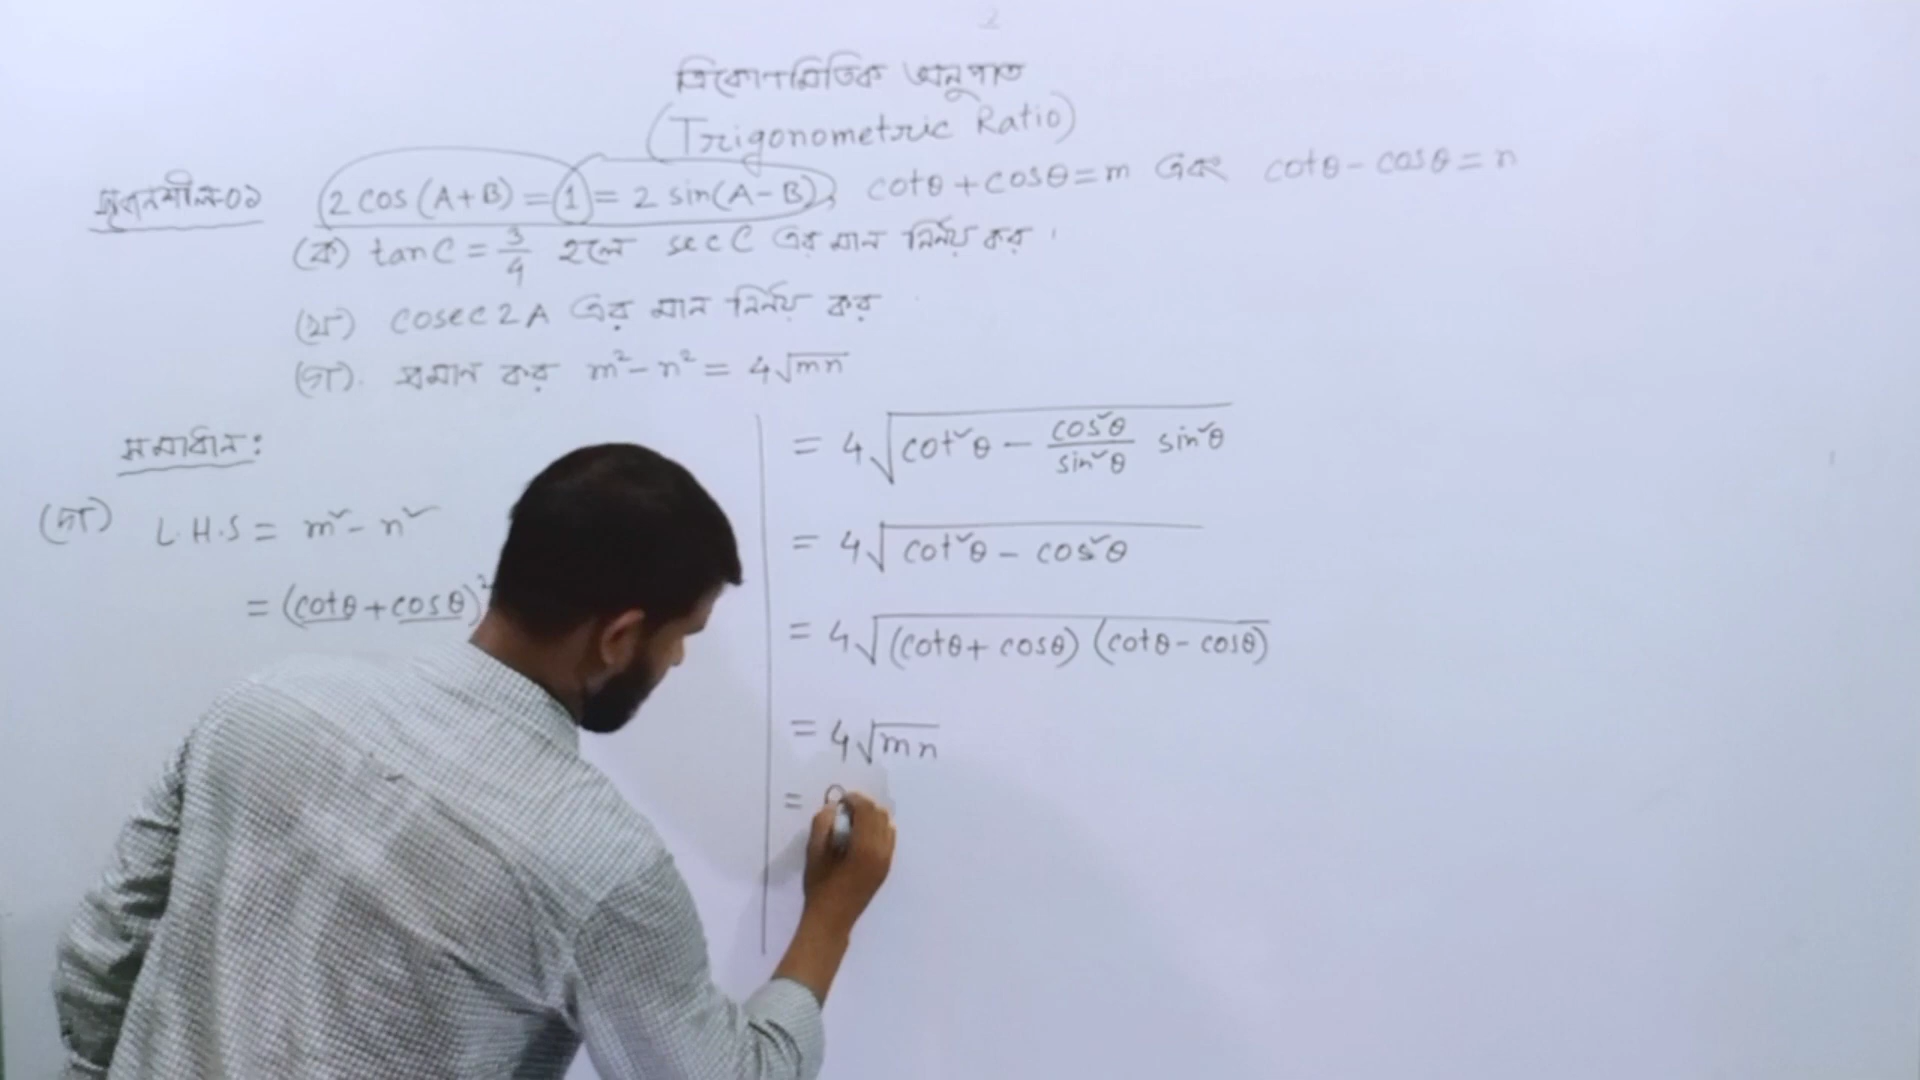 ত্রিকোণমিতিক অনুপাত
(Trigonometric Ratio)
সৃজনশীল-০১ 2 cos (A+B) = 1 = 2 sin(A-B), cotθ + cosθ = m এবং cotθ - cosθ = n
(ক) tan C = 3/4 হলে sec C এর মান নির্ণয় কর।
(খ) cosec 2A এর মান নির্ণয় কর
(গ). প্রমান কর m² - n² = 4√mn
সমাধান:
(গ) L.H.S = m² - n²
= (cotθ + cosθ)²
= 4√cot²θ - cos²θ/sin²θ sin²θ
= 4√cot²θ - cos²θ
= 4√(cotθ + cosθ) (cotθ - cosθ)
= 4√mn
=